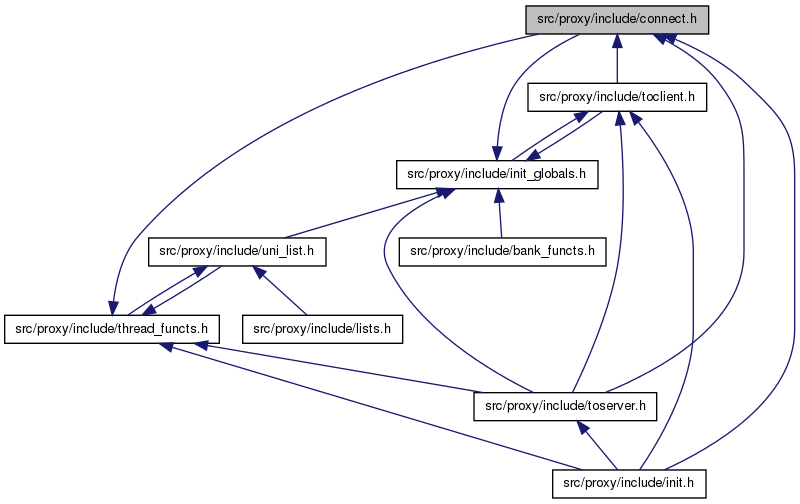 src/proxy/include/connect.h
src/proxy/include/toclient.h
src/proxy/include/init_globals.h
src/proxy/include/uni_list.h
src/proxy/include/bank_functs.h
src/proxy/include/thread_functs.h
src/proxy/include/lists.h
src/proxy/include/toserver.h
src/proxy/include/init.h